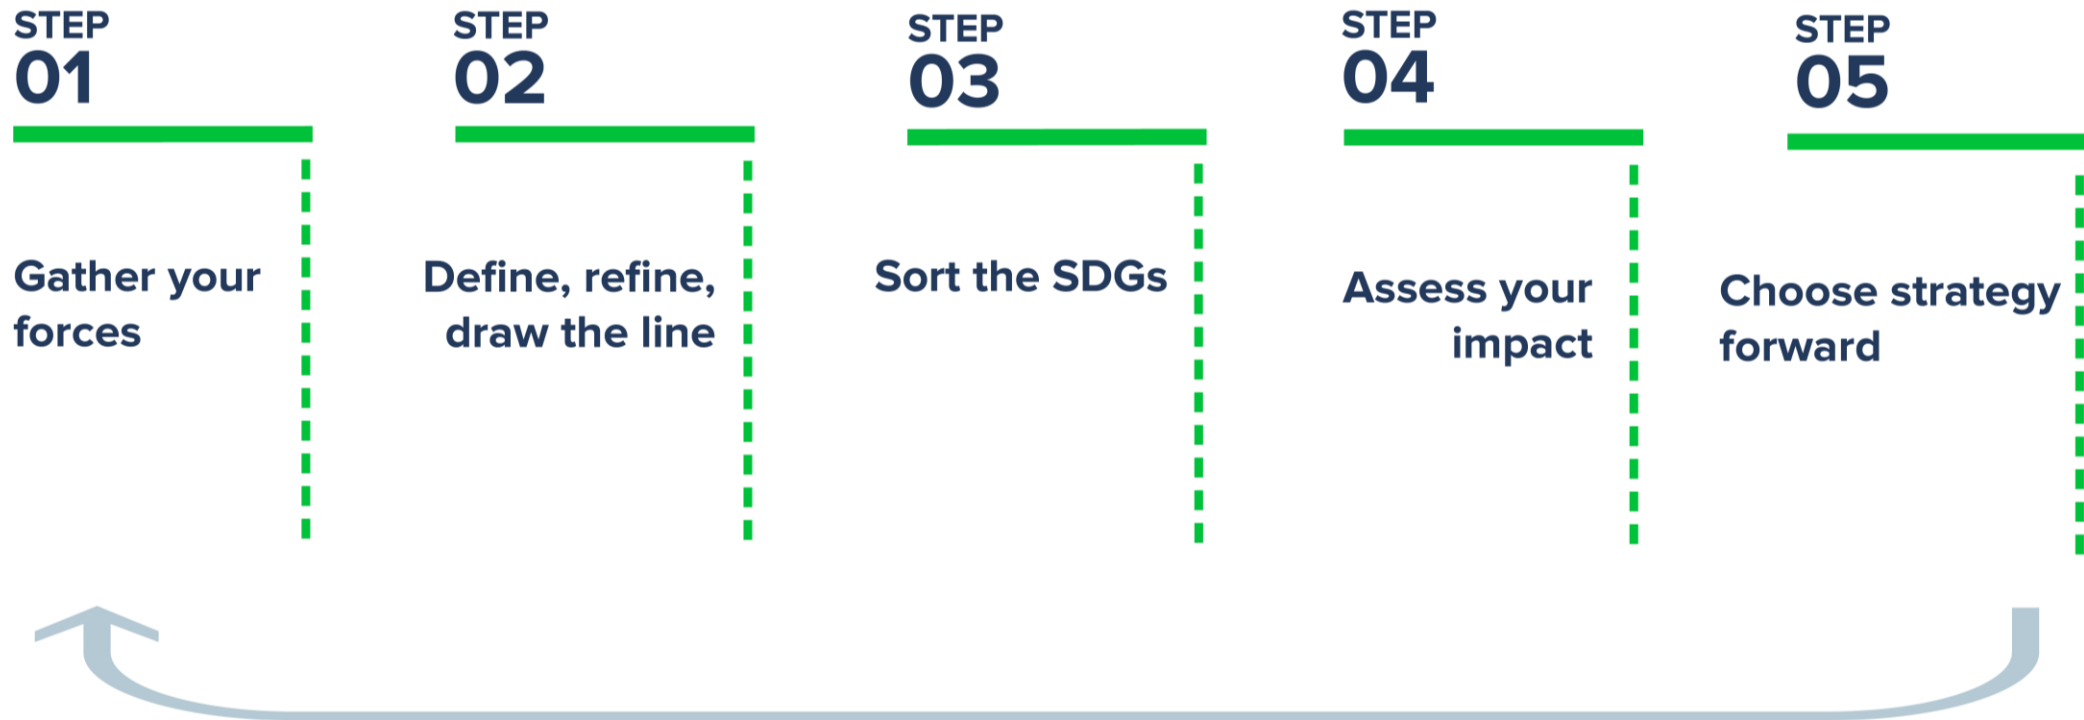 STEP
01
Gather your
forces
STEP
02
Define, refine,
draw the line
STEP
03
Sort the SDGs
STEP
04
Assess your
impact
STEP
05
Choose strategy
forward